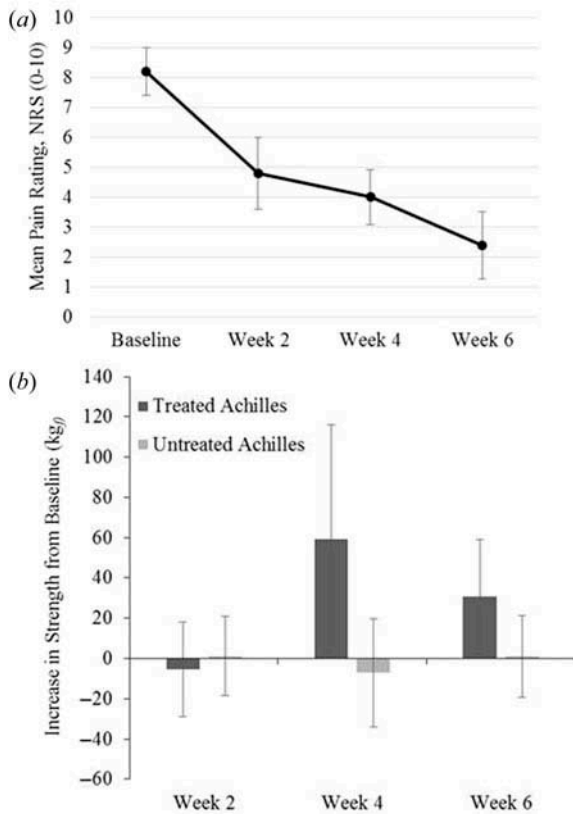 (a)
Mean Pain Rating, NRS (0-10)
10
9
8
7
6
5
4
3
2
1
0
Baseline Week 2 Week 4 Week 6
(b)
Increase in Strength from Baseline (kgf)
140
120
100
80
60
40
20
0
−20
−40
−60
Treated Achilles
Untreated Achilles
Week 2 Week 4 Week 6